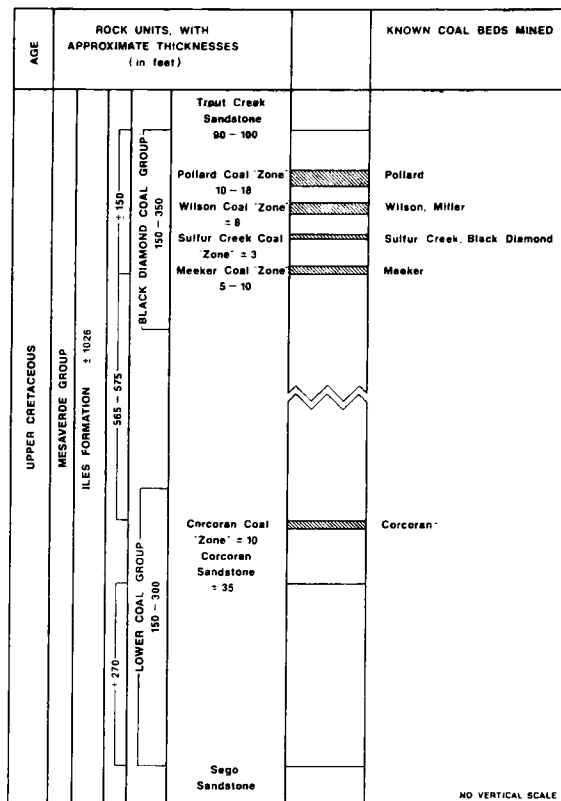 AGE
ROCK UNITS, WITH
APPROXIMATE THICKNESSES
(in feet)
KNOWN COAL BEDS MINED
UPPER CRETACEOUS
MESAVERDE GROUP
ILES FORMATION ± 1026
± 150
565 – 575
± 270
BLACK DIAMOND COAL GROUP
150 – 350
LOWER COAL GROUP
150 – 300
Trout Creek
Sandstone
90 – 100
Pollard Coal "Zone"
10 – 18
Pollard
Wilson Coal "Zone"
± 8
Wilson, Miller
Sulfur Creek Coal
"Zone" ± 3
Sulfur Creek, Black Diamond
Meeker Coal "Zone"
5 – 10
Meeker
Corcoran Coal
"Zone" ± 10
Corcoran
Corcoran
Sandstone
± 35
Sego
Sandstone
NO VERTICAL SCALE